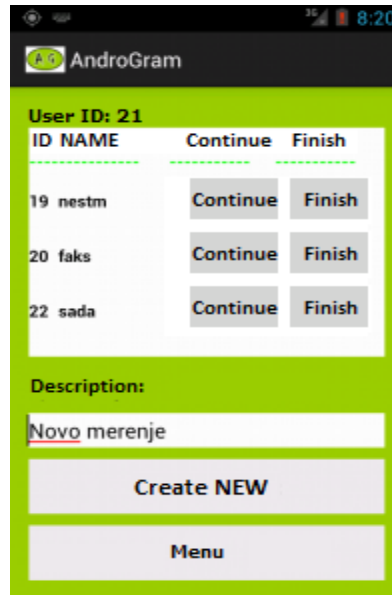 3G 8:20
A G AndroGram
User ID: 21
ID NAME Continue Finish
19 nestm Continue Finish
20 faks Continue Finish
22 sada Continue Finish
Description:
Novo merenje
Create NEW
Menu